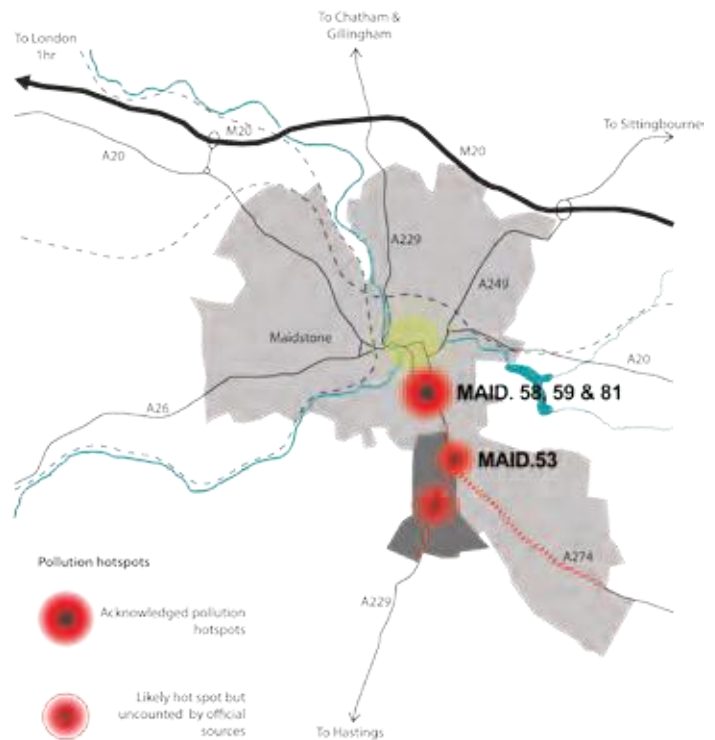 To Chatham &
Gillingham
To London
1hr
M20
To Sittingbourne
A20
M20
A229
A249
Maidstone
A20
MAID. 58, 59 & 81
A26
MAID.53
Pollution hotspots
A274
A229
Acknowledged pollution
hotspots
Likely hot spot but
uncounted by official
sources
To Hastings